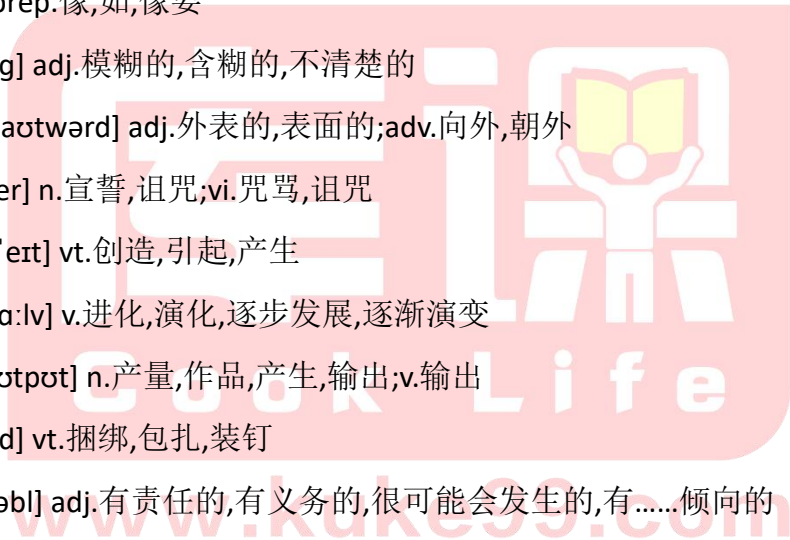 prep.像,如,像要
g] adj.模糊的,含糊的,不清楚的
aʊtwərd] adj.外表的,表面的;adv.向外,朝外
er] n.宣誓,诅咒;vi.咒骂,诅咒
ˈeɪt] vt.创造,引起,产生
ɑːlv] v.进化,演化,逐步发展,逐渐演变
ʊtpʊt] n.产量,作品,产生,输出;v.输出
Cook Life
d] vt.捆绑,包扎,装钉
əbl] adj.有责任的,有义务的,很可能会发生的,有......倾向的
www.kuke99.com